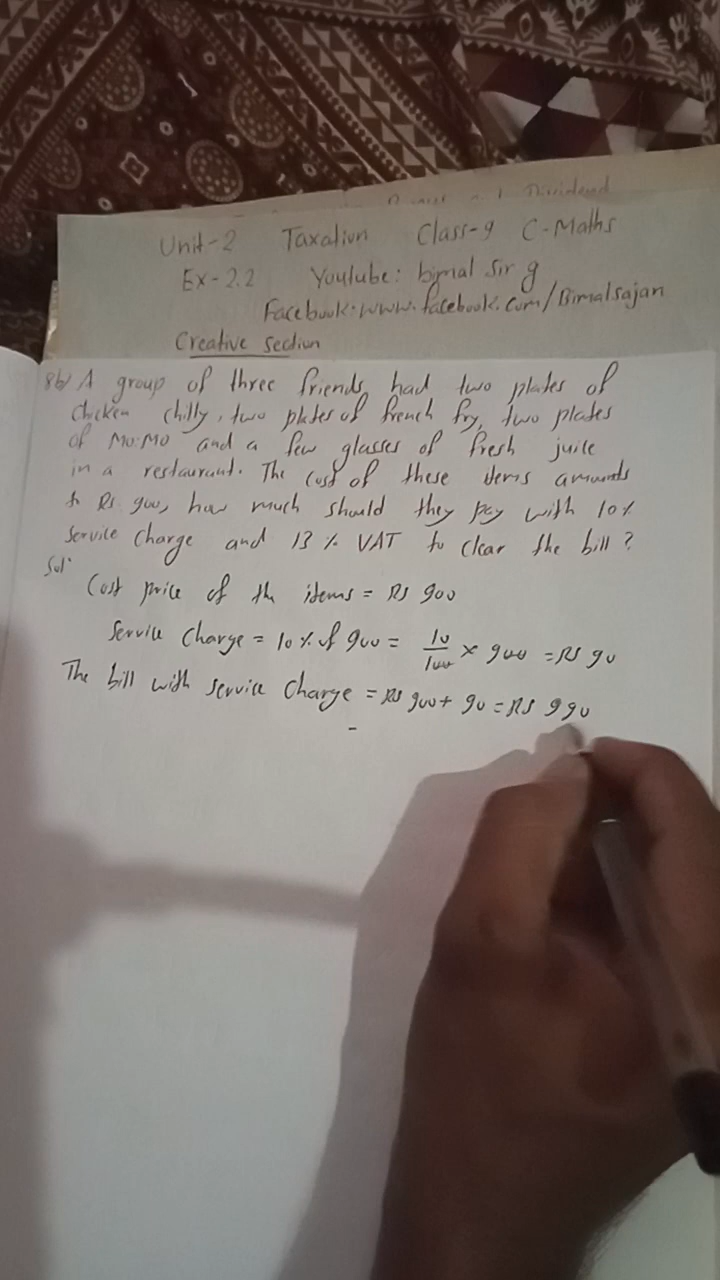 Dividend
Unit-2 Taxation Class-9 C-Maths
Ex-2.2 Youtube: bimal sir g
Facebook:www.facebook.com/Bimalsajan
Creative section
8b) A group of three friends had two plates of
chicken chilly, two plates of french fry, two plates
of Mo:Mo and a few glasses of fresh juice
in a restaurant. The cost of these items amounts
to Rs 900, how much should they pay with 10%
service charge and 13% VAT to clear the bill?
Sol:
Cost price of the items = Rs 900
Service charge = 10% of 900 = 10/100 × 900 = Rs 90
The bill with service charge = Rs 900 + 90 = Rs 990